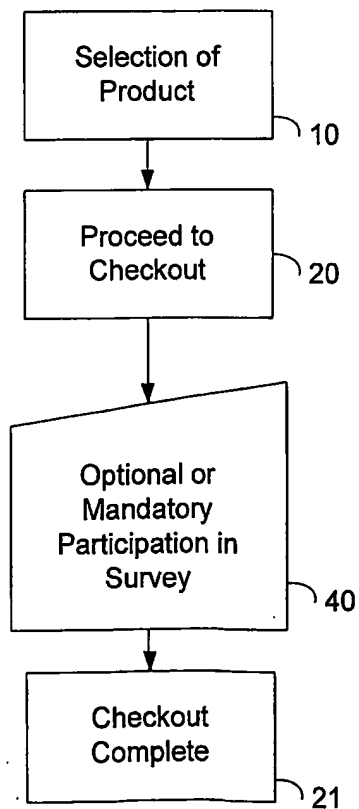 Selection of
Product
10
Proceed to
Checkout
20
Optional or
Mandatory
Participation in
Survey
40
Checkout
Complete
21